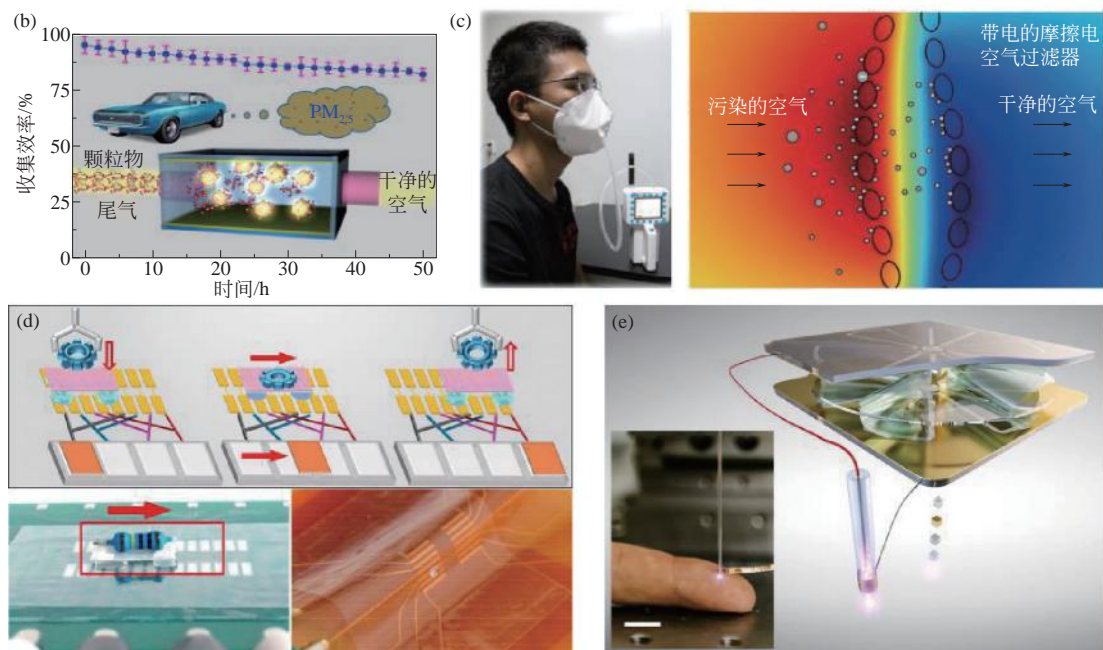 (b)
100
75
50
25
0
收集效率/%
PM2.5
颗粒物
尾气
干净的
空气
0
10
20
30
40
50
时间/h
(c)
带电的摩擦电
空气过滤器
污染的空气
干净的空气
(d)
(e)